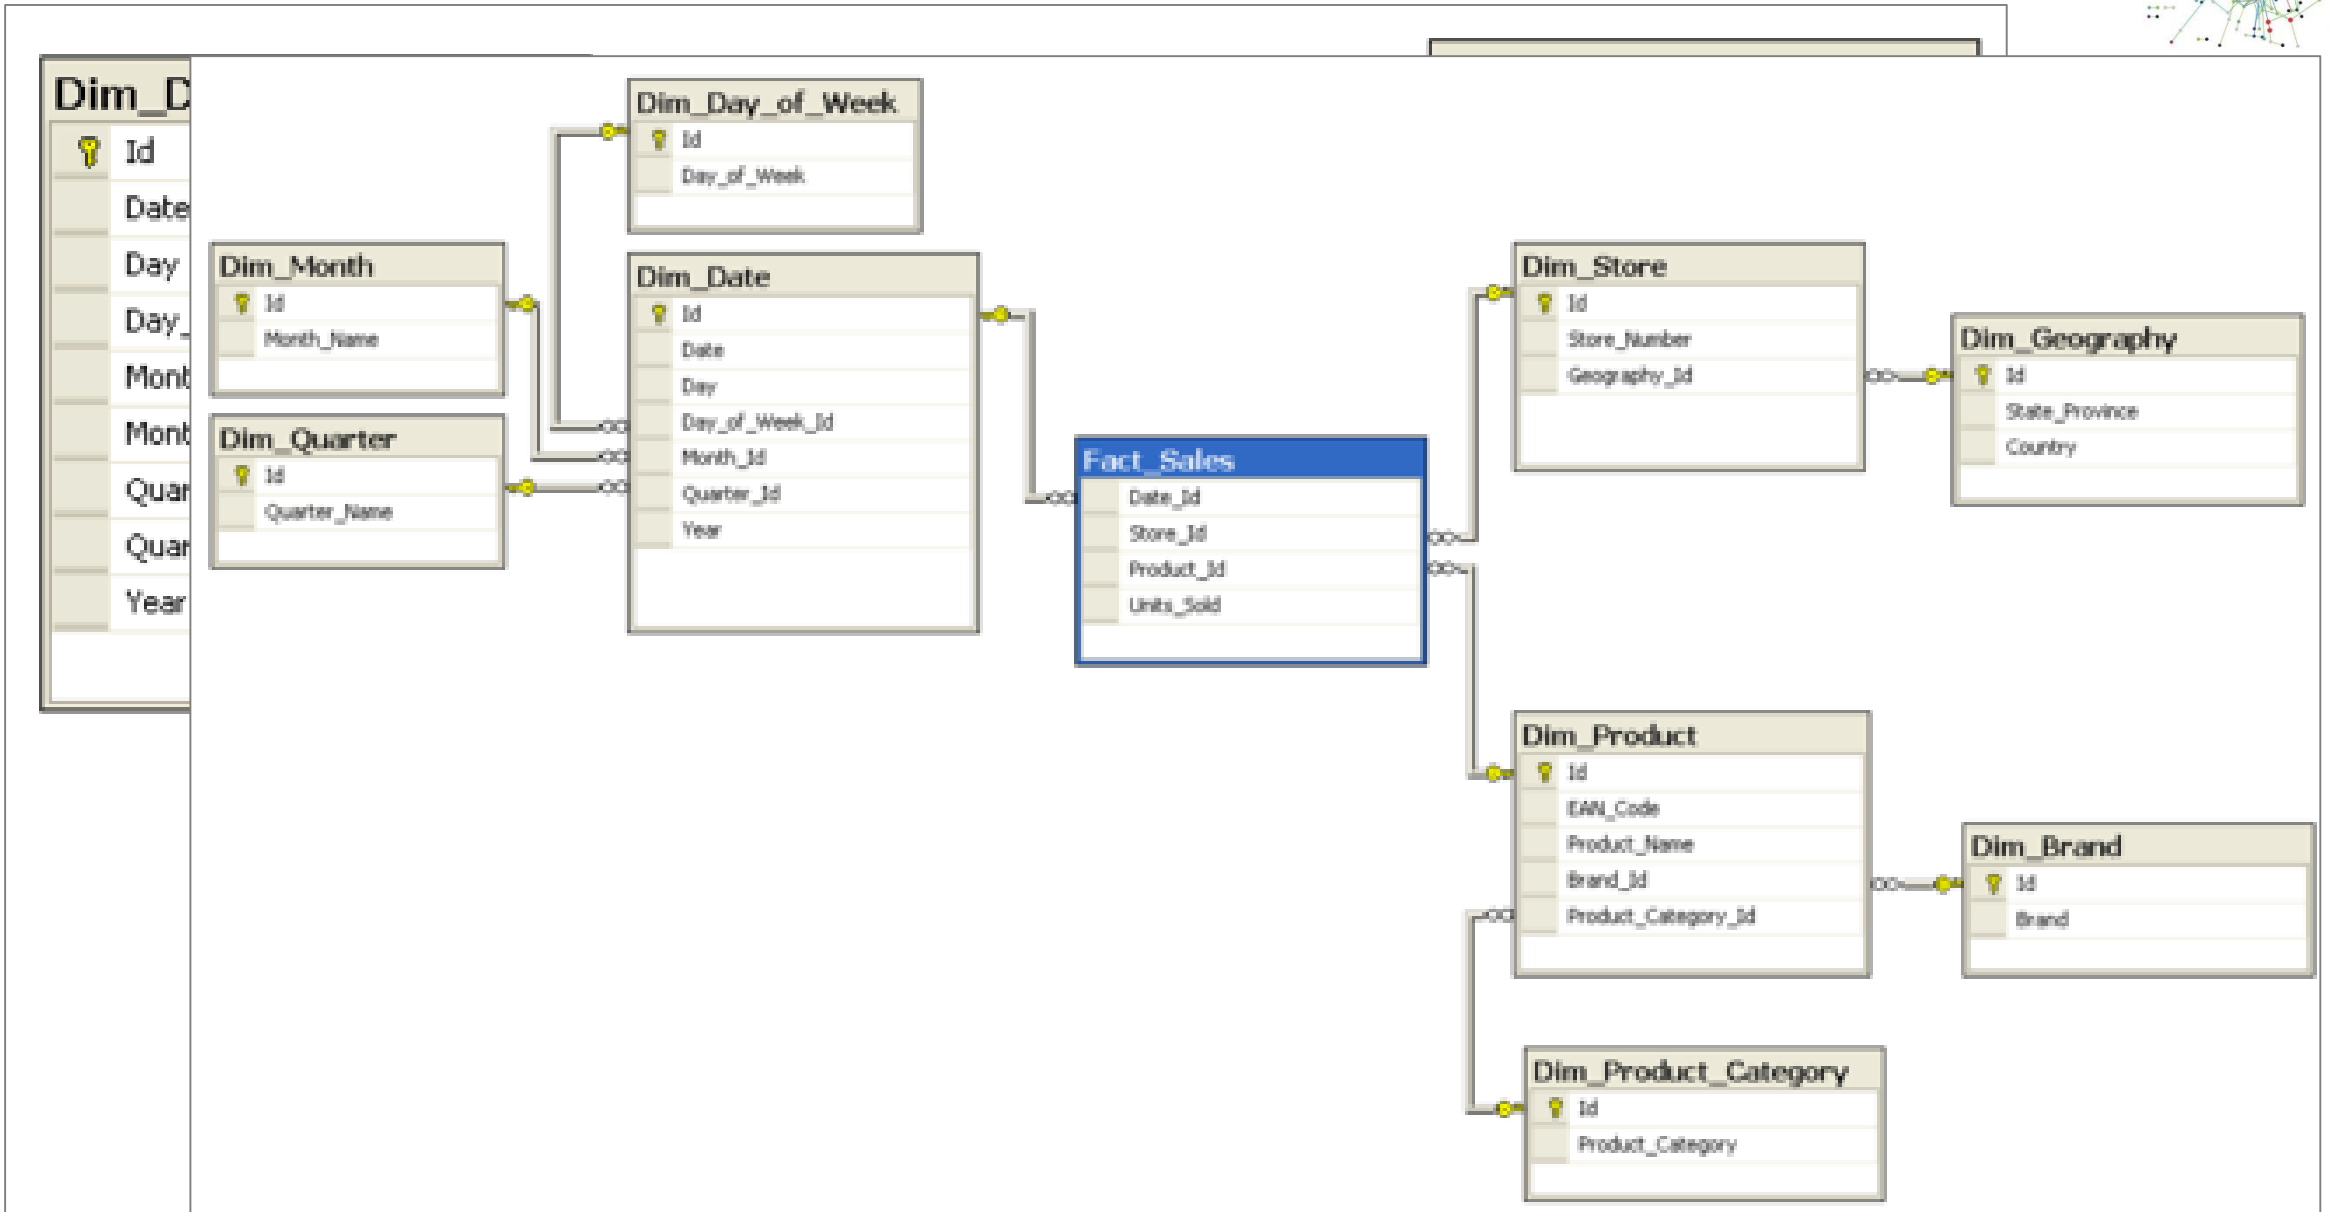 Dim_D
Id
Date
Day
Day_
Mont
Mont
Quar
Quar
Year
Dim_Day_of_Week
Id
Day_of_Week
Dim_Month
Id
Month_Name
Dim_Quarter
Id
Quarter_Name
Dim_Date
Id
Date
Day
Day_of_Week_Id
Month_Id
Quarter_Id
Year
Fact_Sales
Date_Id
Store_Id
Product_Id
Units_Sold
Dim_Store
Id
Store_Number
Geography_Id
Dim_Geography
Id
State_Province
Country
Dim_Product
Id
EAN_Code
Product_Name
Brand_Id
Product_Category_Id
Dim_Brand
Id
Brand
Dim_Product_Category
Id
Product_Category